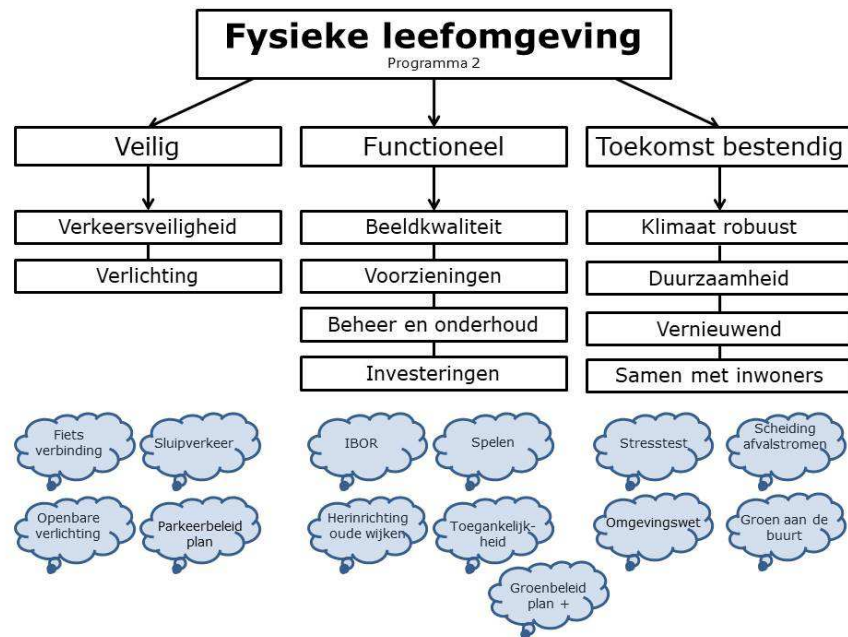 Fysieke leefomgeving
Programma 2
Veilig
Functioneel
Toekomst bestendig
Verkeersveiligheid
Beeldkwaliteit
Klimaat robuust
Verlichting
Voorzieningen
Duurzaamheid
Beheer en onderhoud
Vernieuwend
Investeringen
Samen met inwoners
Fiets
verbinding
Sluipverkeer
IBOR
Spelen
Stresstest
Scheiding
afvalstromen
Openbare
verlichting
Parkeerbeleid
plan
Herinrichting
oude wijken
Toegankelijk-
heid
Omgevingswet
Groen aan de
buurt
Groenbeleid
plan +